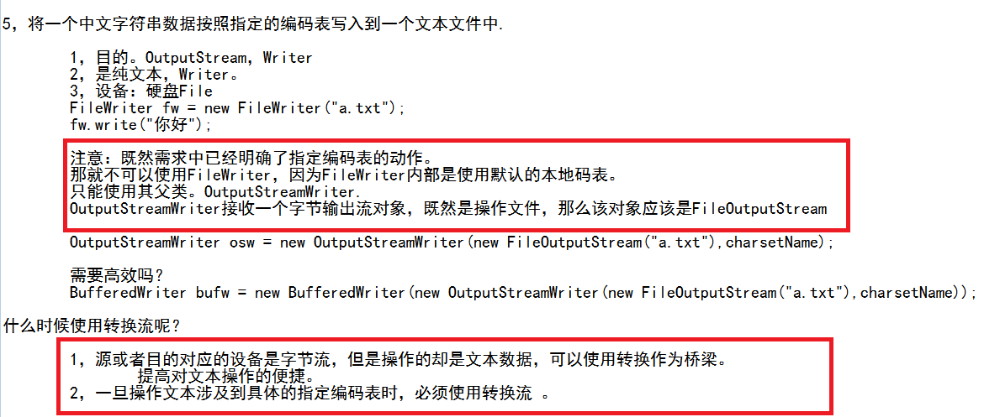 5，将一个中文字符串数据按照指定的编码表写入到一个文本文件中.
1，目的。OutputStream，Writer
2，是纯文本，Writer。
3，设备：硬盘File
FileWriter fw = new FileWriter("a.txt");
fw.write("你好");
注意：既然需求中已经明确了指定编码表的动作。
那就不可以使用FileWriter，因为FileWriter内部是使用默认的本地码表。
只能使用其父类。OutputStreamWriter.
OutputStreamWriter接收一个字节输出流对象，既然是操作文件，那么该对象应该是FileOutputStream
OutputStreamWriter osw = new OutputStreamWriter(new FileOutputStream("a.txt"),charsetName);
需要高效吗？
BufferedWriter bufw = new BufferedWriter(new OutputStreamWriter(new FileOutputStream("a.txt"),charsetName));
什么时候使用转换流呢？
1，源或者目的对应的设备是字节流，但是操作的却是文本数据，可以使用转换作为桥梁。
提高对文本操作的便捷。
2，一旦操作文本涉及到具体的指定编码表时，必须使用转换流 。